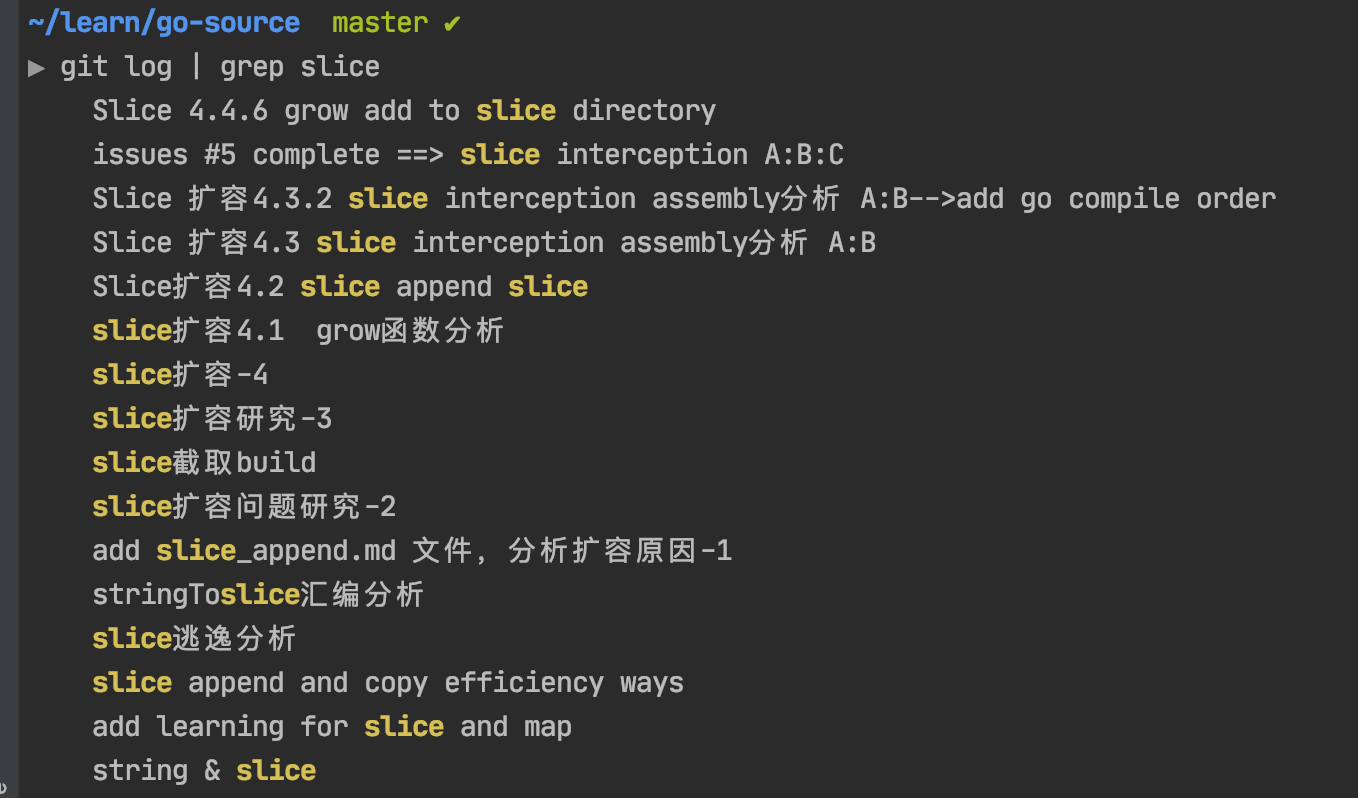 ~/learn/go-source master ✔
▶ git log | grep slice
Slice 4.4.6 grow add to slice directory
issues #5 complete ==> slice interception A:B:C
Slice 扩容4.3.2 slice interception assembly分析 A:B-->add go compile order
Slice 扩容4.3 slice interception assembly分析 A:B
Slice扩容4.2 slice append slice
slice扩容4.1  grow函数分析
slice扩容-4
slice扩容研究-3
slice截取build
slice扩容问题研究-2
add slice_append.md 文件，分析扩容原因-1
stringToslice汇编分析
slice逃逸分析
slice append and copy efficiency ways
add learning for slice and map
string & slice